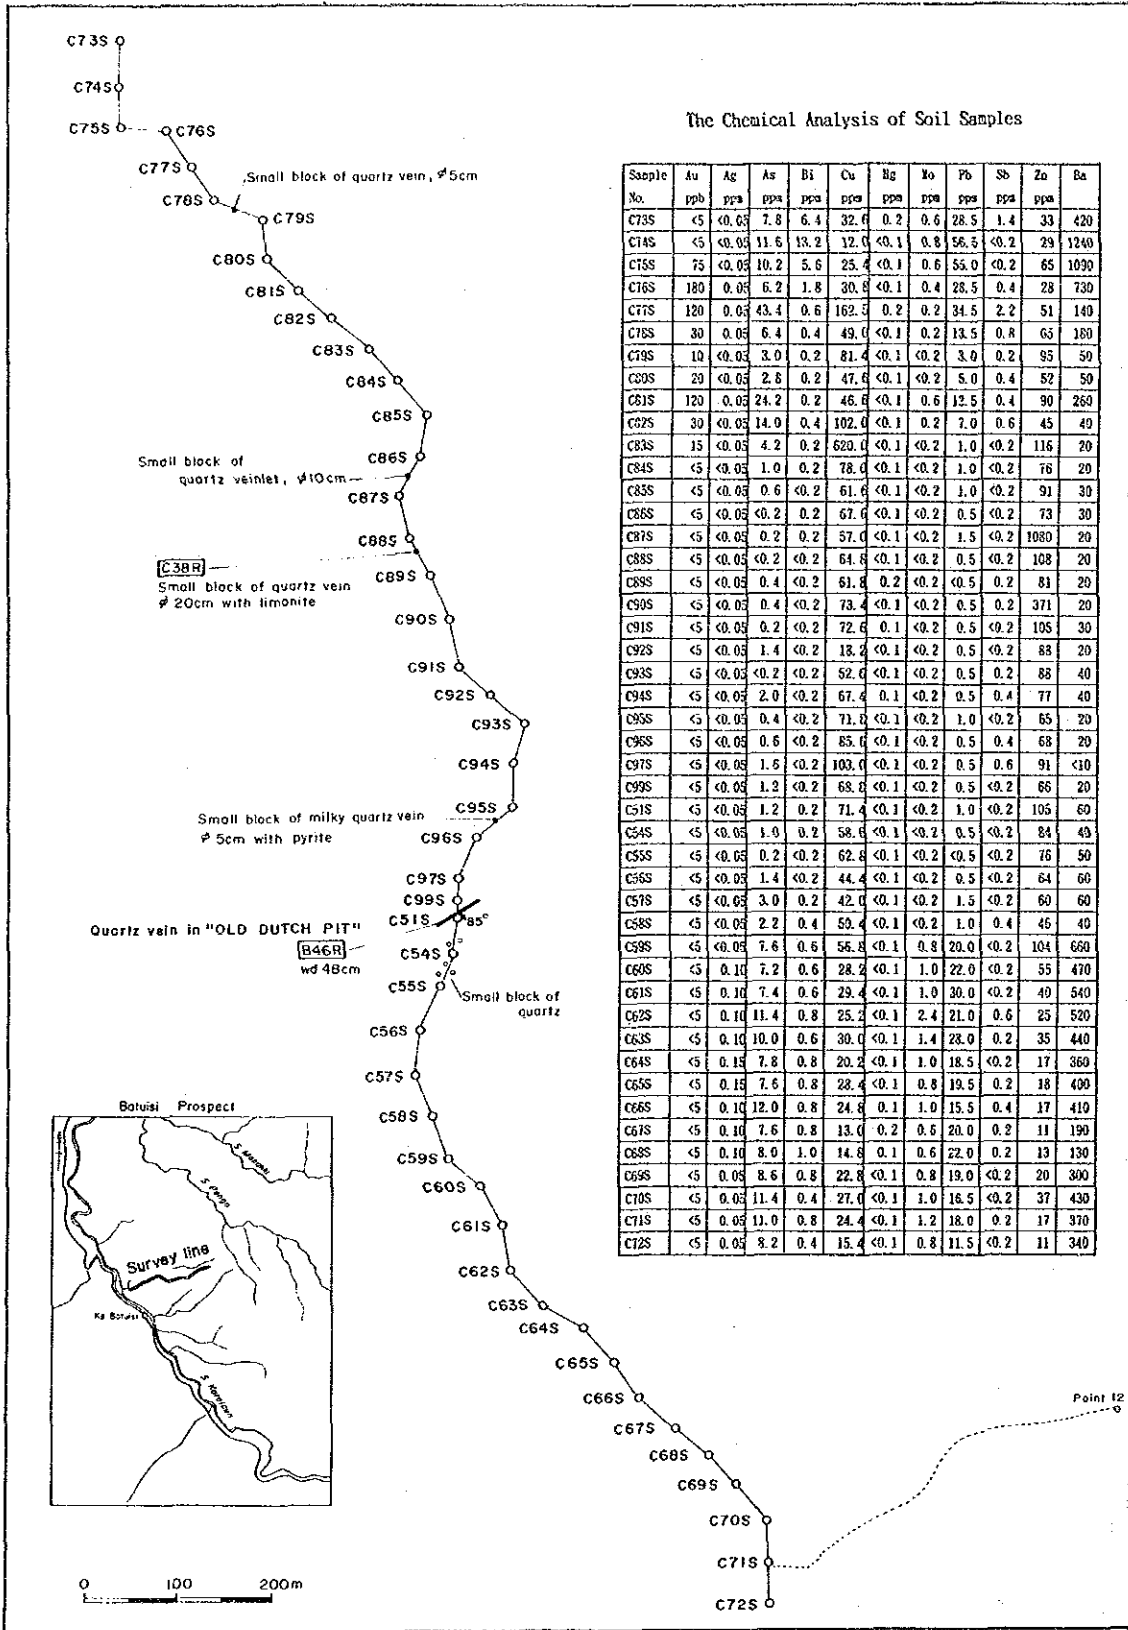 C73S
C74S
C75S
C76S
C77S
C78S
Small block of quartz vein, ø5cm
C79S
C80S
C81S
C82S
C83S
C84S
C85S
C86S
Small block of
quartz veinlet, ø10cm
C87S
C88S
C38R
Small block of quartz vein
ø 20cm with limonite
C89S
C90S
C91S
C92S
C93S
C94S
C95S
Small block of milky quartz vein
ø 5cm with pyrite
C96S
C97S
C99S
C51S
85°
Quartz vein in "OLD DUTCH PIT"
B46R
wd 48cm
C54S
C55S
Small block of
quartz
C56S
C57S
C58S
C59S
C60S
C61S
C62S
C63S
C64S
C65S
C66S
C67S
C68S
C69S
C70S
C71S
C72S
Point 12
Batuisi Prospect
Survey line
Ka Batuisi
0 100 200m
The Chemical Analysis of Soil Samples
Sample Au Ag As Bi Cu Hg Mo Pb Sb Zn Ba
No. ppb ppm ppm ppm ppm ppm ppm ppm ppm ppm
C73S <5 <0.05 7.8 6.4 32.6 0.2 0.6 28.5 1.4 33 420
C74S <5 <0.05 11.6 13.2 12.0 <0.1 0.8 56.5 <0.2 29 1240
C75S 75 <0.05 10.2 5.6 25.4 <0.1 0.6 55.0 <0.2 65 1090
C76S 180 0.05 6.2 1.8 30.8 <0.1 0.4 28.5 0.4 28 730
C77S 120 0.05 43.4 0.6 162.5 0.2 0.2 34.5 2.2 51 140
C78S 30 0.05 6.4 0.4 49.0 <0.1 0.2 13.5 0.8 65 180
C79S 10 <0.05 3.0 0.2 81.4 <0.1 <0.2 3.0 0.2 95 50
C80S 20 <0.05 2.8 0.2 47.6 <0.1 <0.2 5.0 0.4 52 50
C81S 120 0.05 24.2 0.2 46.6 <0.1 0.6 12.5 0.4 90 260
C82S 30 <0.05 14.0 0.4 102.0 <0.1 0.2 7.0 0.6 45 40
C83S 15 <0.05 4.2 0.2 620.0 <0.1 <0.2 1.0 <0.2 116 20
C84S <5 <0.05 1.0 0.2 78.0 <0.1 <0.2 1.0 <0.2 76 20
C85S <5 <0.05 0.6 <0.2 61.6 <0.1 <0.2 1.0 <0.2 91 30
C86S <5 <0.05 <0.2 0.2 67.6 <0.1 <0.2 0.5 <0.2 73 30
C87S <5 <0.05 0.2 0.2 57.0 <0.1 <0.2 1.5 <0.2 1080 20
C88S <5 <0.05 <0.2 <0.2 64.8 <0.1 <0.2 0.5 <0.2 108 20
C89S <5 <0.05 0.4 <0.2 61.8 0.2 <0.2 <0.5 0.2 81 20
C90S <5 <0.05 0.4 <0.2 73.4 <0.1 <0.2 0.5 0.2 371 20
C91S <5 <0.05 0.2 <0.2 72.6 0.1 <0.2 0.5 <0.2 105 30
C92S <5 <0.05 1.4 <0.2 18.2 <0.1 <0.2 0.5 <0.2 83 20
C93S <5 <0.05 <0.2 <0.2 52.6 <0.1 <0.2 0.5 0.2 88 40
C94S <5 <0.05 2.0 <0.2 67.4 0.1 <0.2 0.5 0.4 77 40
C95S <5 <0.05 0.4 <0.2 71.8 <0.1 <0.2 1.0 <0.2 65 20
C96S <5 <0.05 0.6 <0.2 85.6 <0.1 <0.2 0.5 0.4 68 20
C97S <5 <0.05 1.6 <0.2 103.0 <0.1 <0.2 0.5 0.6 91 <10
C99S <5 <0.05 1.2 <0.2 68.8 <0.1 <0.2 0.5 <0.2 66 20
C51S <5 <0.05 1.2 0.2 71.4 <0.1 <0.2 1.0 <0.2 105 60
C54S <5 <0.05 1.0 0.2 58.6 <0.1 <0.2 0.5 <0.2 84 40
C55S <5 <0.05 0.2 <0.2 62.8 <0.1 <0.2 <0.5 <0.2 76 50
C56S <5 <0.05 1.4 <0.2 44.4 <0.1 <0.2 0.5 <0.2 64 60
C57S <5 <0.05 3.0 0.2 42.0 <0.1 <0.2 1.5 <0.2 60 60
C58S <5 <0.05 2.2 0.4 50.4 <0.1 <0.2 1.0 0.4 45 40
C59S <5 <0.05 7.6 0.6 56.8 <0.1 0.8 20.0 <0.2 104 660
C60S <5 0.10 7.2 0.6 28.2 <0.1 1.0 22.0 <0.2 55 470
C61S <5 0.10 7.4 0.6 29.4 <0.1 1.0 30.0 <0.2 40 540
C62S <5 0.10 11.4 0.8 25.2 <0.1 2.4 21.0 0.6 25 520
C63S <5 0.10 10.0 0.6 30.0 <0.1 1.4 28.0 0.2 35 440
C64S <5 0.15 7.8 0.8 20.2 <0.1 1.0 18.5 <0.2 17 360
C65S <5 0.15 7.6 0.8 28.4 <0.1 0.8 19.5 0.2 18 400
C66S <5 0.10 12.0 0.8 24.8 0.1 1.0 15.5 0.4 17 410
C67S <5 0.10 7.6 0.8 13.0 0.2 0.6 20.0 0.2 11 190
C68S <5 0.10 8.0 1.0 14.8 0.1 0.6 22.0 0.2 13 130
C69S <5 0.05 8.6 0.8 22.8 <0.1 0.8 19.0 <0.2 20 300
C70S <5 0.05 11.4 0.4 27.0 <0.1 1.0 16.5 <0.2 37 430
C71S <5 0.05 11.0 0.8 24.4 <0.1 1.2 18.0 0.2 17 370
C72S <5 0.05 8.2 0.4 15.4 <0.1 0.8 11.5 <0.2 11 340